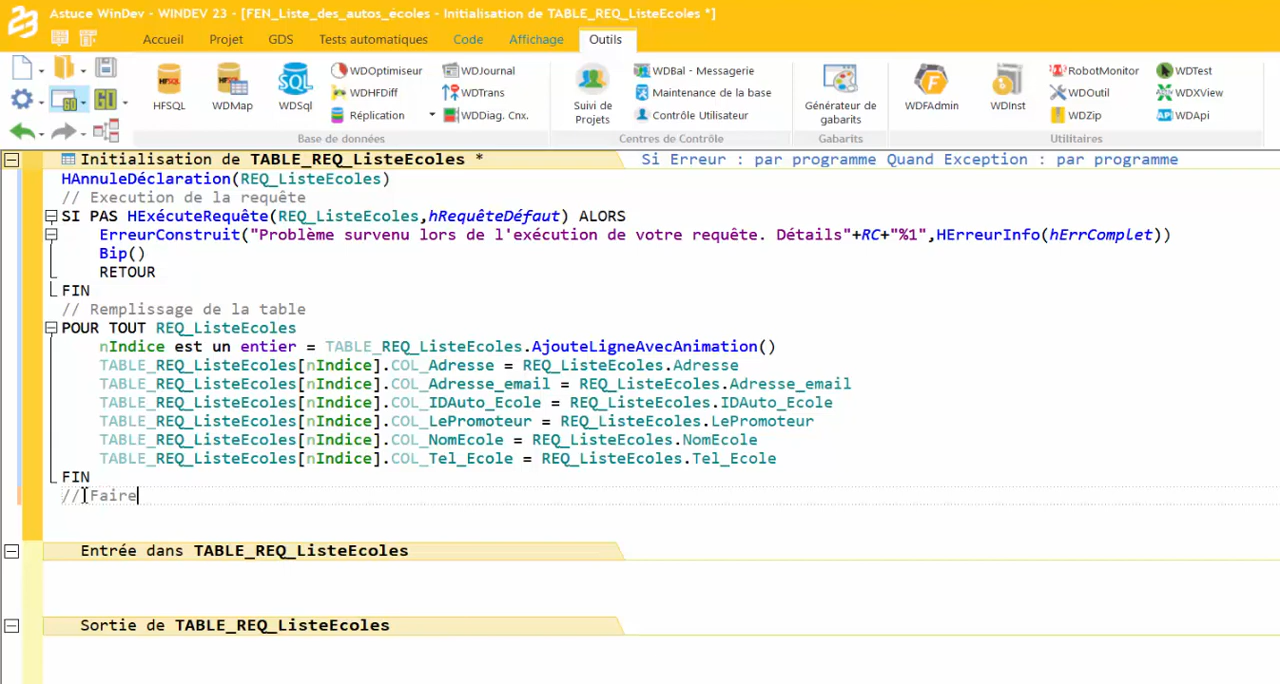 23
Astuce WinDev - WINDEV 23 - [FEN_Liste_des_autos_écoles - Initialisation de TABLE_REQ_ListeEcoles *]
Accueil Projet GDS Tests automatiques Code Affichage Outils
HFSQL
WDMap
SQL
WDSql
WDOptimiseur
WDHFDiff
Réplication
WDJournal
WDTrans
WDDiag. Cnx.
Base de données
Suivi de
Projets
WDBal - Messagerie
Maintenance de la base
Contrôle Utilisateur
Centres de Contrôle
Générateur de
gabarits
Gabarits
WDFAdmin
WDInst
RobotMonitor
WDOutil
WDZip
WDTest
WDXView
WDApi
Utilitaires
Initialisation de TABLE_REQ_ListeEcoles * Si Erreur : par programme Quand Exception : par programme
HAnnuleDéclaration(REQ_ListeEcoles)
// Execution de la requête
SI PAS HExécuteRequête(REQ_ListeEcoles,hRequêteDéfaut) ALORS
ErreurConstruit("Problème survenu lors de l'exécution de votre requête. Détails"+RC+"%1",HErreurInfo(hErrComplet))
Bip()
RETOUR
FIN
// Remplissage de la table
POUR TOUT REQ_ListeEcoles
nIndice est un entier = TABLE_REQ_ListeEcoles.AjouteLigneAvecAnimation()
TABLE_REQ_ListeEcoles[nIndice].COL_Adresse = REQ_ListeEcoles.Adresse
TABLE_REQ_ListeEcoles[nIndice].COL_Adresse_email = REQ_ListeEcoles.Adresse_email
TABLE_REQ_ListeEcoles[nIndice].COL_IDAuto_Ecole = REQ_ListeEcoles.IDAuto_Ecole
TABLE_REQ_ListeEcoles[nIndice].COL_LePromoteur = REQ_ListeEcoles.LePromoteur
TABLE_REQ_ListeEcoles[nIndice].COL_NomEcole = REQ_ListeEcoles.NomEcole
TABLE_REQ_ListeEcoles[nIndice].COL_Tel_Ecole = REQ_ListeEcoles.Tel_Ecole
FIN
// Faire
Entrée dans TABLE_REQ_ListeEcoles
Sortie de TABLE_REQ_ListeEcoles